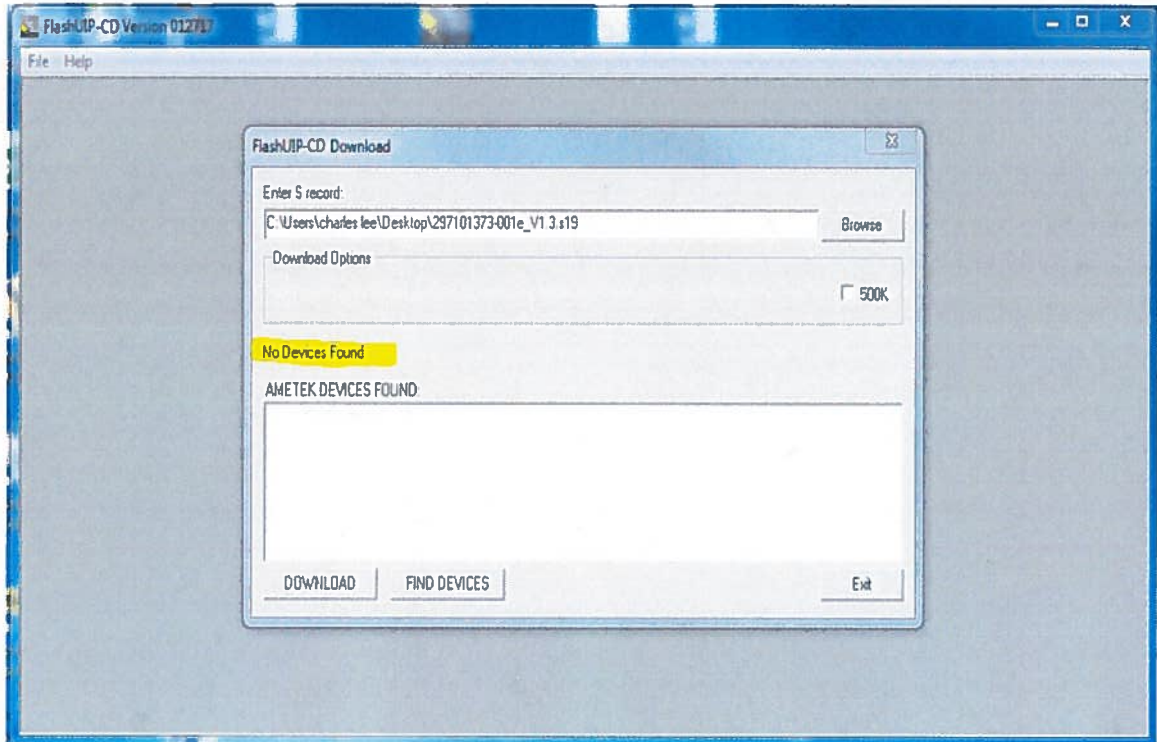 FlashUIP-CD Version 012717
File Help
FlashUIP-CD Download
Enter S record:
C:\Users\charles lee\Desktop\297101373-001e_V1.3.s19
Browse
Download Options
500K
No Devices Found
AMETEK DEVICES FOUND:
DOWNLOAD
FIND DEVICES
Exit